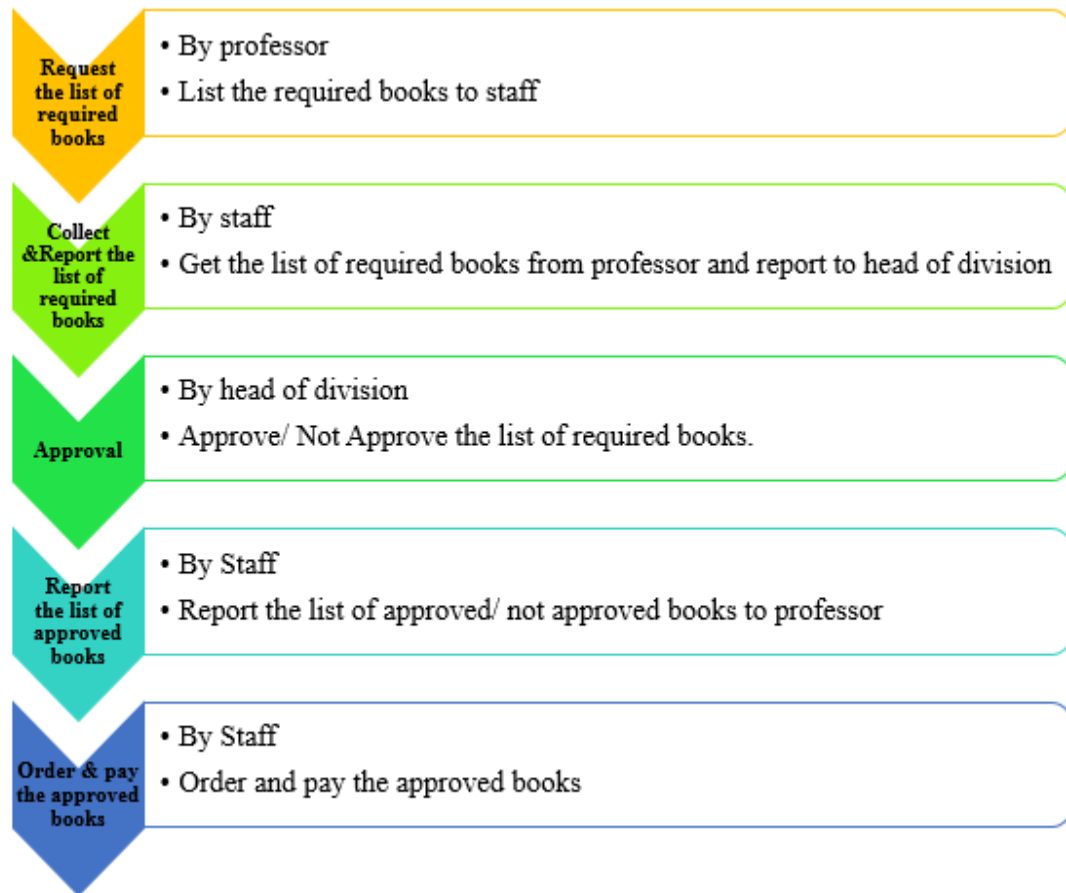 Request
the list of
required
books
• By professor
• List the required books to staff
Collect
&Report the
list of
required
books
• By staff
• Get the list of required books from professor and report to head of division
Approval
• By head of division
• Approve/ Not Approve the list of required books.
Report
the list of
approved
books
• By Staff
• Report the list of approved/ not approved books to professor
Order & pay
the approved
books
• By Staff
• Order and pay the approved books